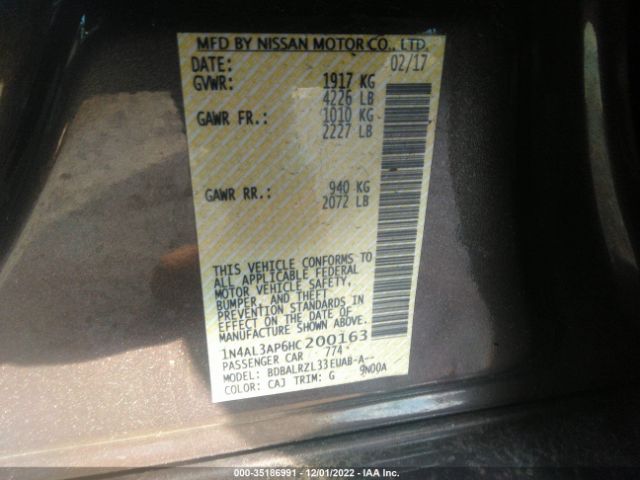 MFD BY NISSAN MOTOR CO., LTD.
DATE: 02/17
GVWR: 1917 KG
4226 LB
GAWR FR.: 1010 KG
2227 LB
GAWR RR.: 940 KG
2072 LB
THIS VEHICLE CONFORMS TO
ALL APPLICABLE FEDERAL
MOTOR VEHICLE SAFETY,
BUMPER, AND THEFT
PREVENTION STANDARDS IN
EFFECT ON THE DATE OF
MANUFACTURE SHOWN ABOVE.
1N4AL3AP6HC200163
PASSENGER CAR 774
MODEL: BDBALRZL33EUAB-A--
COLOR: CAJ TRIM: G 9N00A
000-35186991 - 12/01/2022 - IAA Inc.